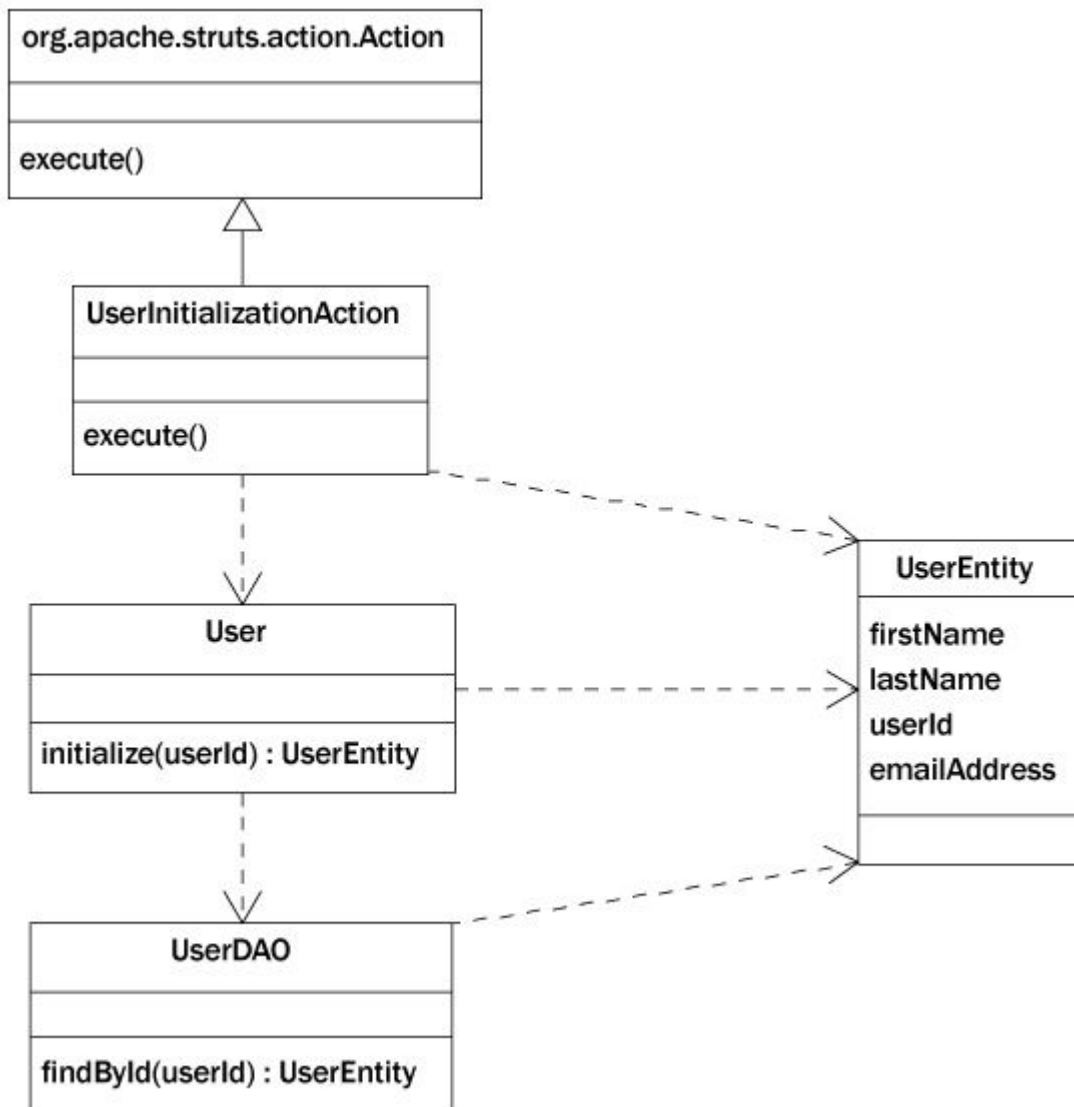 org.apache.struts.action.Action
execute()
UserInitializationAction
execute()
User
initialize(userId) : UserEntity
UserDAO
findById(userId) : UserEntity
UserEntity
firstName
lastName
userId
emailAddress